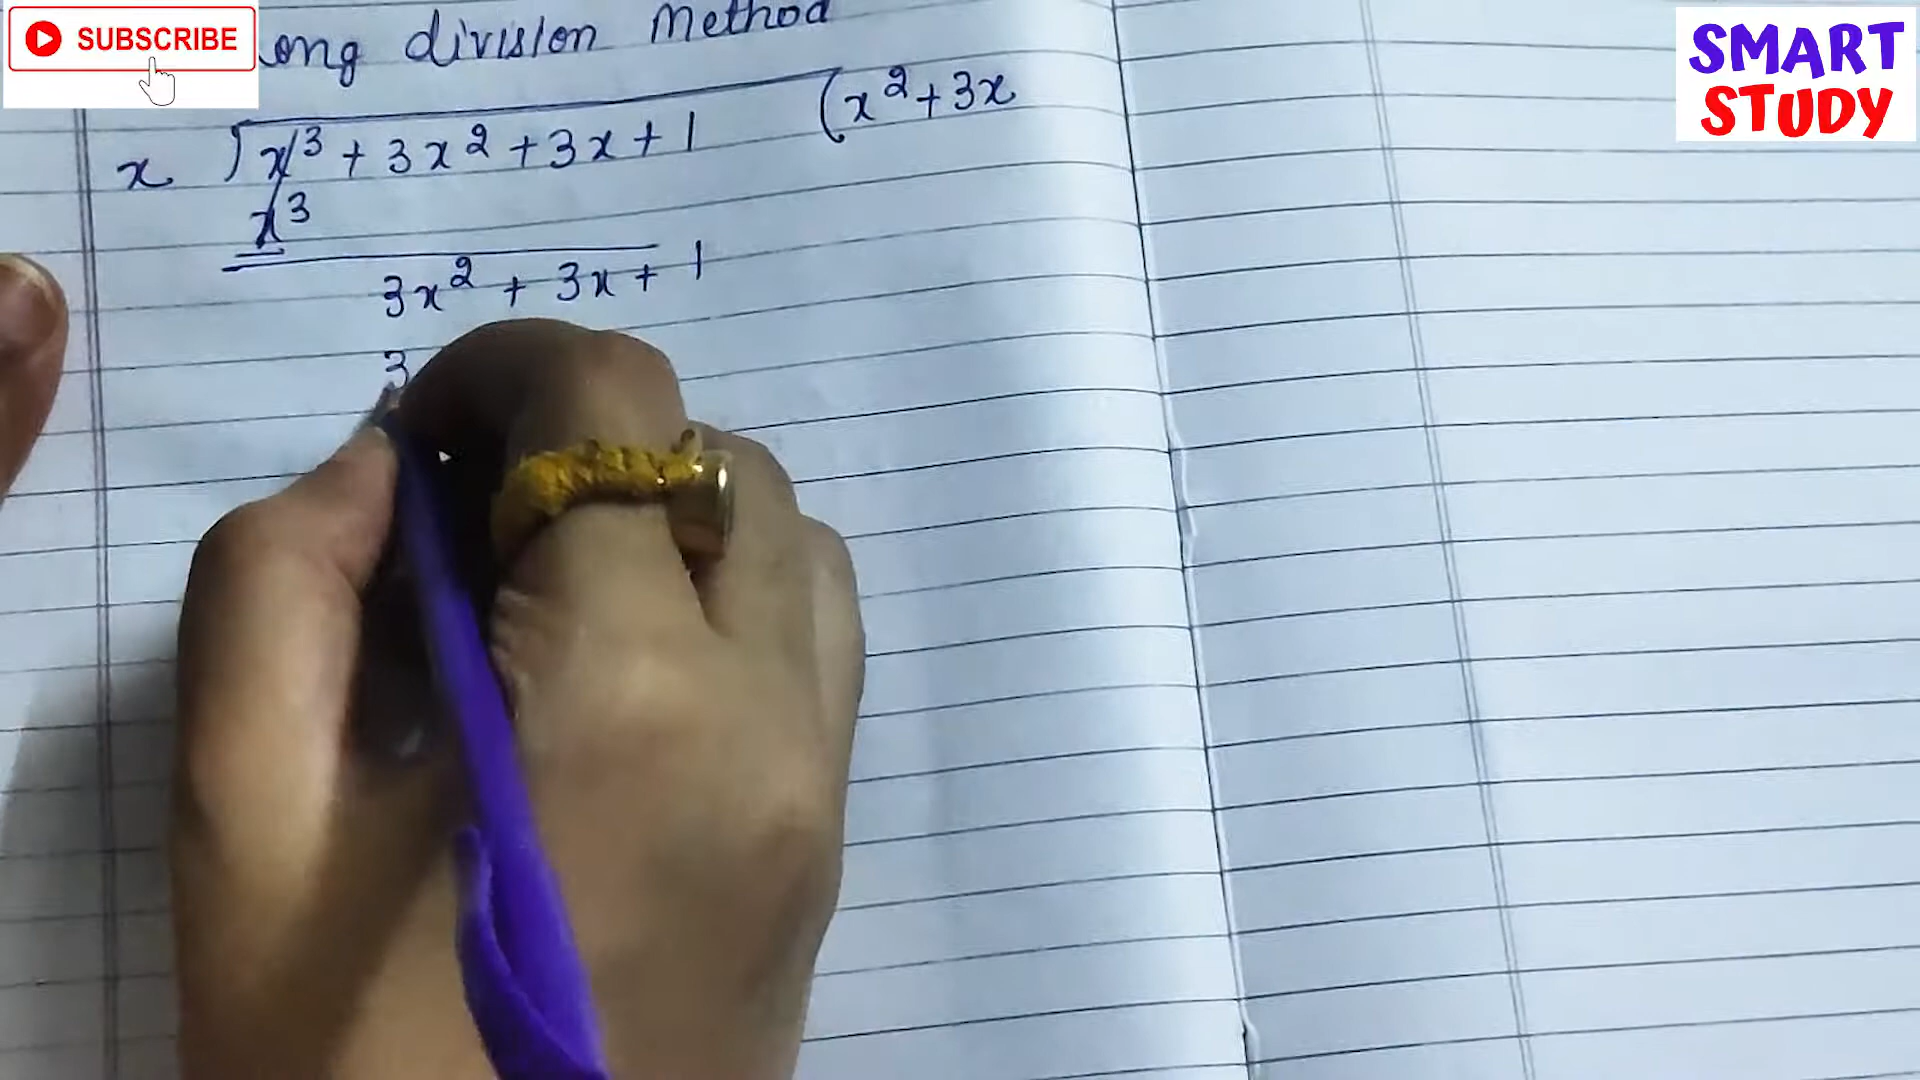 SUBSCRIBE
ong division Method
SMART
STUDY
x ) x³ + 3x² + 3x + 1 ( x² + 3x
x³
3x² + 3x + 1
3